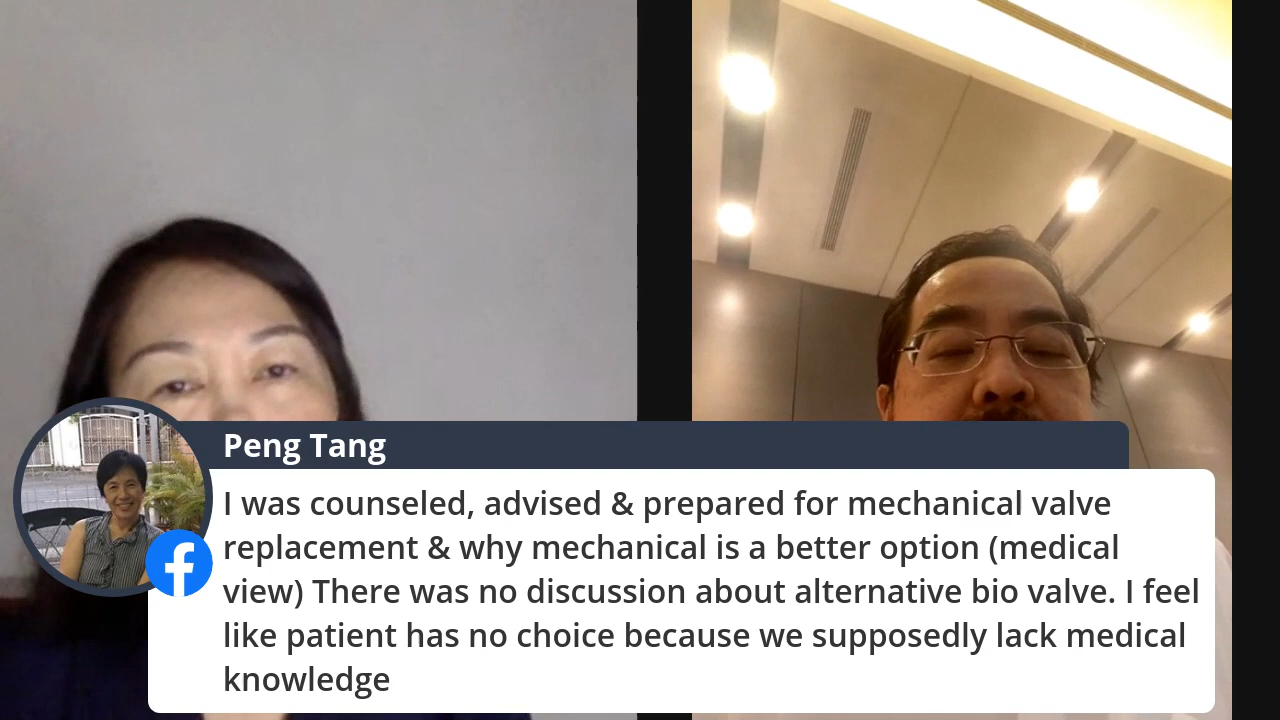 Peng Tang
I was counseled, advised & prepared for mechanical valve
replacement & why mechanical is a better option (medical
view) There was no discussion about alternative bio valve. I feel
like patient has no choice because we supposedly lack medical
knowledge